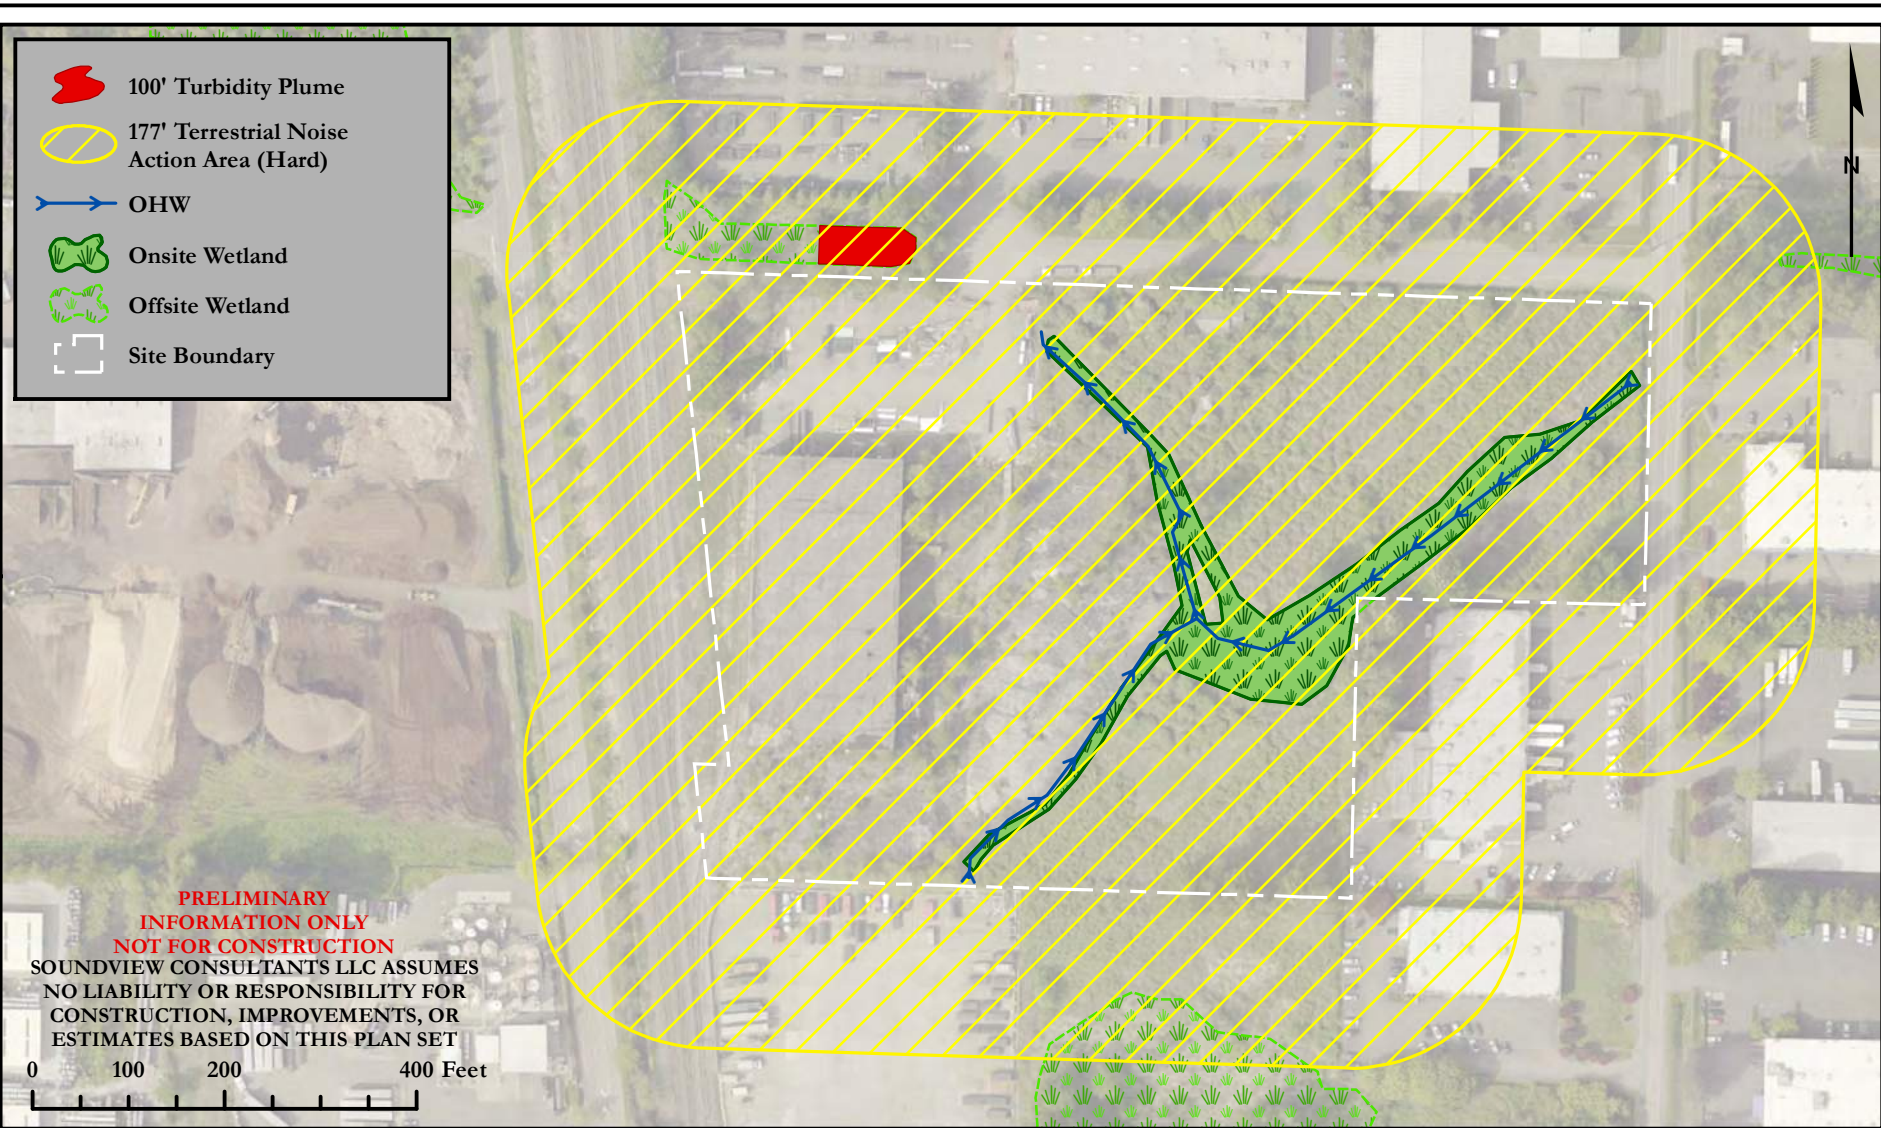 100' Turbidity Plume
177' Terrestrial Noise
Action Area (Hard)
OHW
Onsite Wetland
Offsite Wetland
Site Boundary
N
PRELIMINARY
INFORMATION ONLY
NOT FOR CONSTRUCTION
SOUNDVIEW CONSULTANTS LLC ASSUMES
NO LIABILITY OR RESPONSIBILITY FOR
CONSTRUCTION, IMPROVEMENTS, OR
ESTIMATES BASED ON THIS PLAN SET
0 100 200 400 Feet